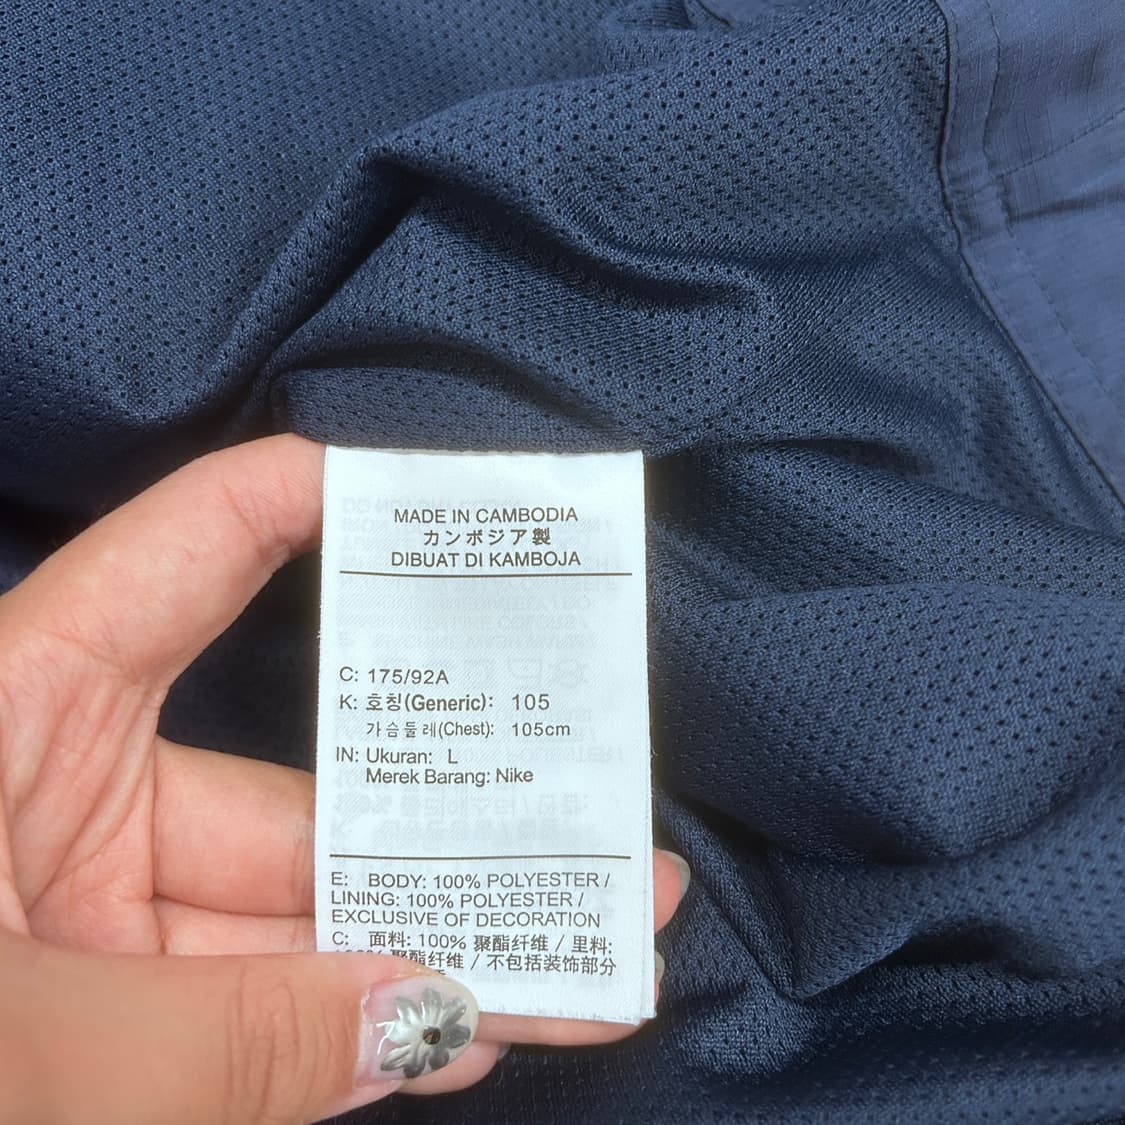 MADE IN CAMBODIA
カンボジア製
DIBUAT DI KAMBOJA
C: 175/92A
K: 호칭(Generic): 105
가슴둘레(Chest): 105cm
IN: Ukuran: L
Merek Barang: Nike
E: BODY: 100% POLYESTER /
LINING: 100% POLYESTER /
EXCLUSIVE OF DECORATION
C: 面料: 100% 聚酯纤维 / 里料:
聚酯纤维 / 不包括装饰部分